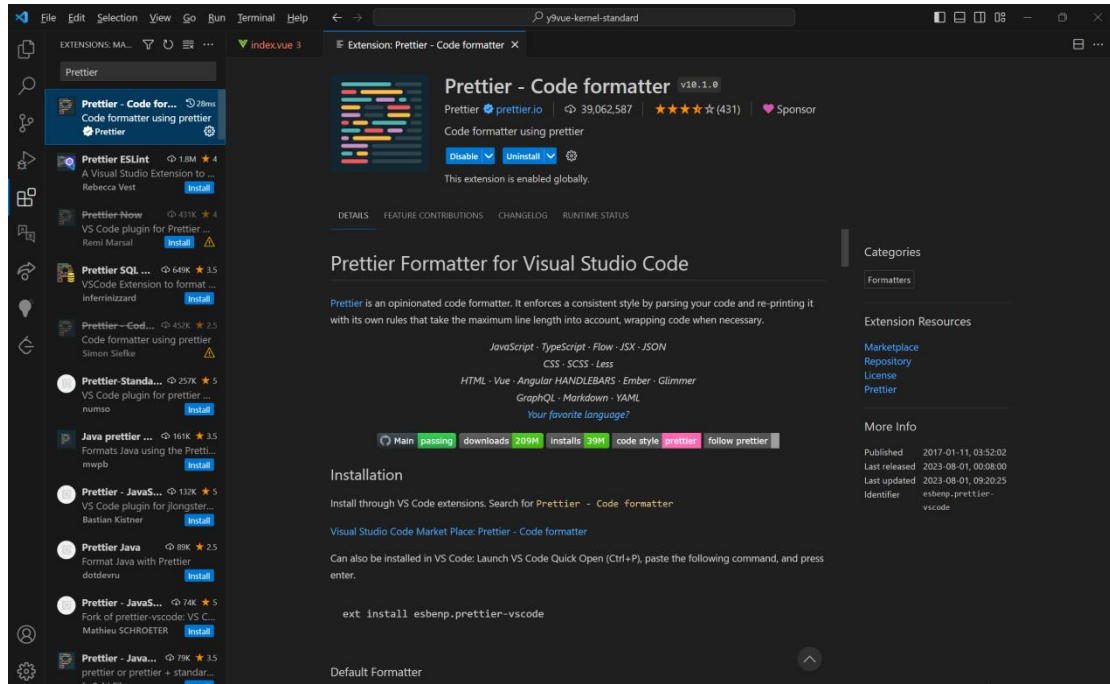 File Edit Selection View Go Run Terminal Help
y9vue-kernel-standard
EXTENSIONS: MA...
Prettier
Prettier - Code for... 28ms
Code formatter using prettier
Prettier
Prettier ESLint 1.8M ★ 4
A Visual Studio Extension to ...
Rebecca Vest Install
Prettier Now 431K ★ 4
VS Code plugin for Prettier ...
Remi Marsal Install
Prettier SQL ... 649K ★ 3.5
VSCode Extension to format ...
inferrinizzard Install
Prettier - Cod... 452K ★ 2.5
Code formatter using prettier
Simon Siefke
Prettier-Standa... 257K ★ 5
VS Code plugin for prettier ...
numso Install
Java prettier ... 161K ★ 3.5
Formats Java using the Pretti...
mwpb Install
Prettier - JavaS... 132K ★ 5
VS Code plugin for jlongster...
Bastian Kistner Install
Prettier Java 89K ★ 2.5
Format Java with Prettier
dotdevru Install
Prettier - JavaS... 74K ★ 5
Fork of prettier-vscode: VS C...
Mathieu SCHROETER Install
Prettier - Java... 79K ★ 3.5
prettier or prettier + standar...
index.vue 3
Extension: Prettier - Code formatter
Prettier - Code formatter v10.1.0
Prettier prettier.io 39,062,587 (431) Sponsor
Code formatter using prettier
Disable Uninstall
This extension is enabled globally.
DETAILS FEATURE CONTRIBUTIONS CHANGELOG RUNTIME STATUS
Prettier Formatter for Visual Studio Code
Prettier is an opinionated code formatter. It enforces a consistent style by parsing your code and re-printing it
with its own rules that take the maximum line length into account, wrapping code when necessary.
JavaScript · TypeScript · Flow · JSX · JSON
CSS · SCSS · Less
HTML · Vue · Angular HANDLEBARS · Ember · Glimmer
GraphQL · Markdown · YAML
Your favorite language?
Main passing downloads 209M installs 39M code style prettier follow prettier
Installation
Install through VS Code extensions. Search for Prettier - Code formatter
Visual Studio Code Market Place: Prettier - Code formatter
Can also be installed in VS Code: Launch VS Code Quick Open (Ctrl+P), paste the following command, and press
enter.
ext install esbenp.prettier-vscode
Default Formatter
Categories
Formatters
Extension Resources
Marketplace
Repository
License
Prettier
More Info
Published 2017-01-11, 03:52:02
Last released 2023-08-01, 00:08:00
Last updated 2023-08-01, 09:20:25
Identifier esbenp.prettier-
vscode